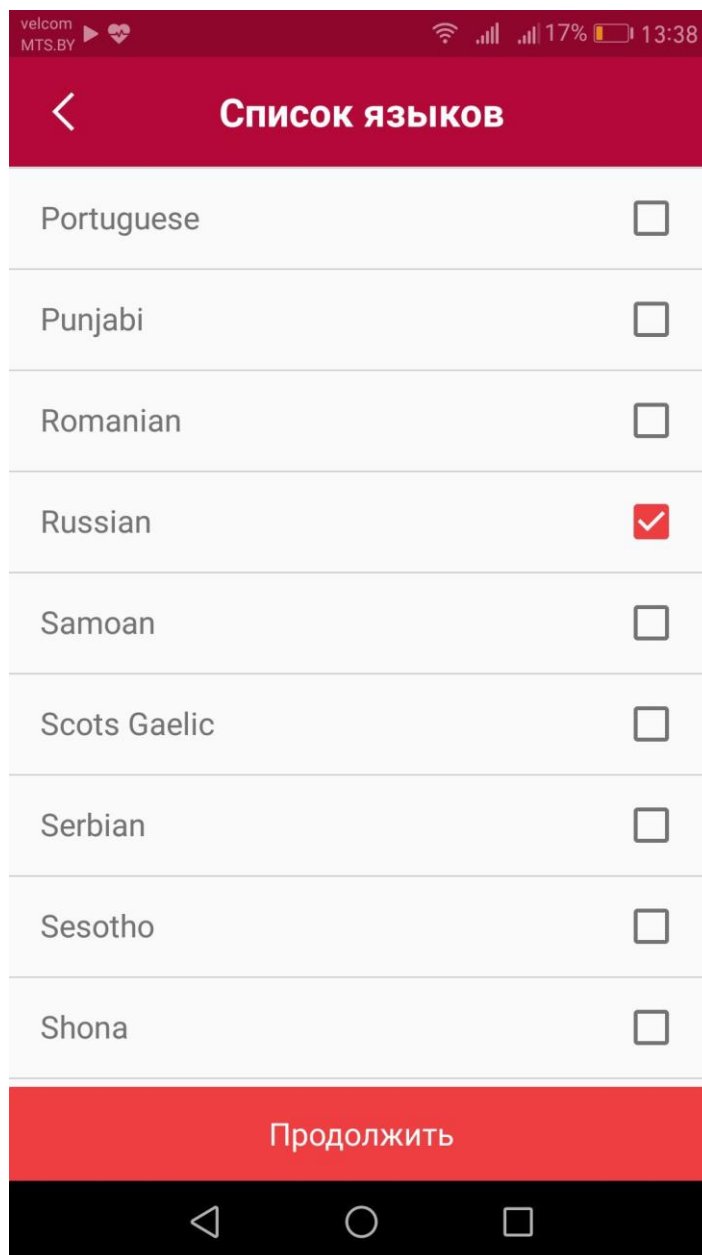 velcom
MTS.BY
17% 13:38
Список языков
Portuguese
Punjabi
Romanian
Russian
Samoan
Scots Gaelic
Serbian
Sesotho
Shona
Продолжить